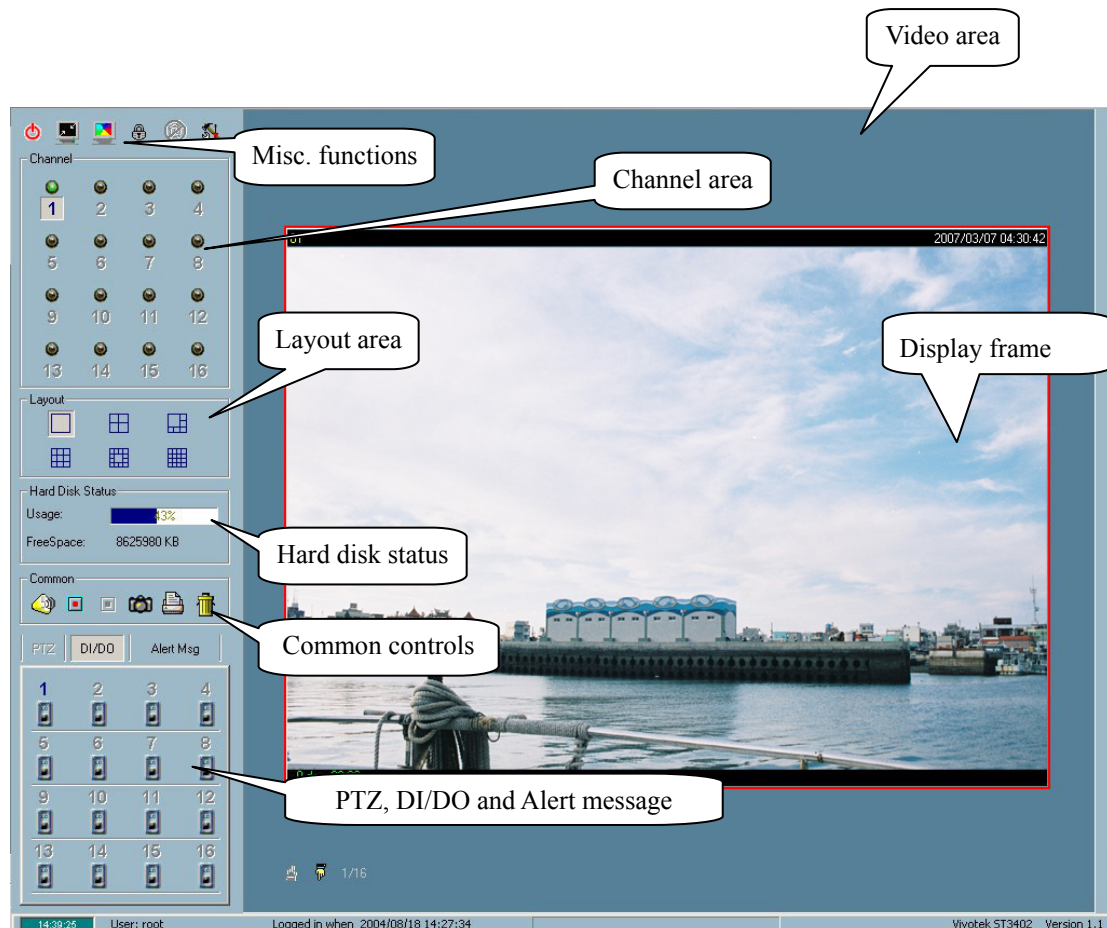 Video area
Misc. functions
Channel
1 2 3 4
Channel area
5 6 7 8
2007/03/07 04:30:42
9 10 11 12
13 14 15 16
Layout area
Display frame
Layout
Hard Disk Status
Usage: 43%
FreeSpace: 8625980 KB
Hard disk status
Common
Common controls
PTZ DI/DO Alert Msg
1 2 3 4
5 6 7 8
PTZ, DI/DO and Alert message
9 10 11 12
13 14 15 16
1/16
14:39:25 User: root Logged in when 2004/08/18 14:27:34 Vivotek ST3402 Version 1.1